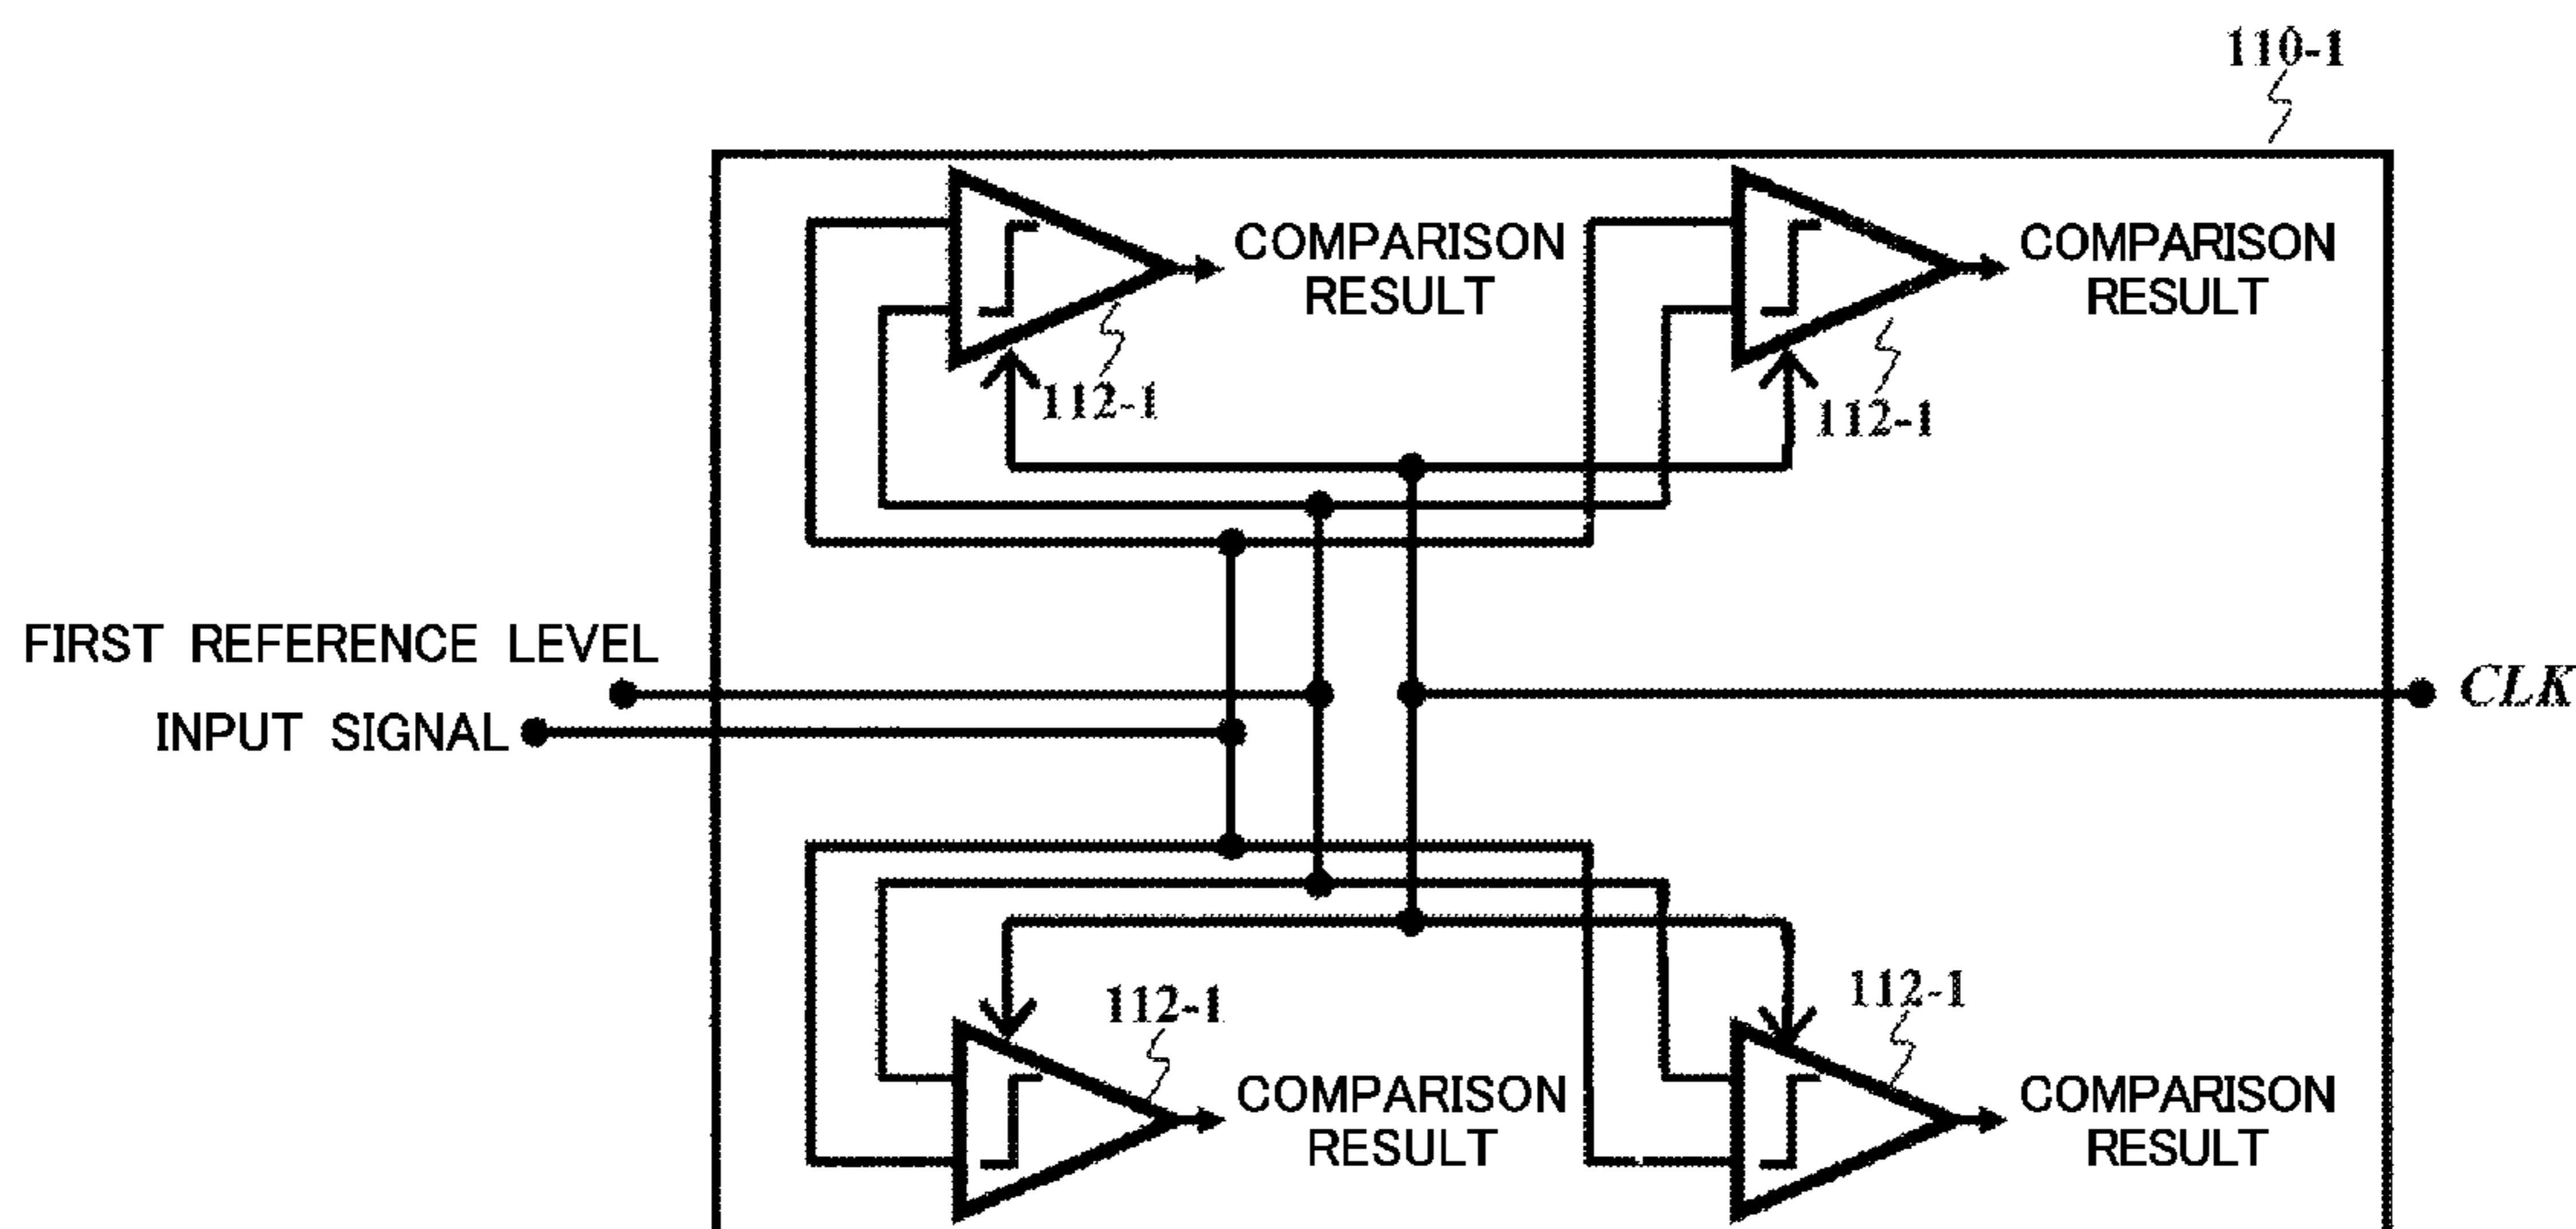 110-1
COMPARISON
RESULT
COMPARISON
RESULT
112-1
112-1
FIRST REFERENCE LEVEL
INPUT SIGNAL
CLK
112-1
112-1
COMPARISON
RESULT
COMPARISON
RESULT